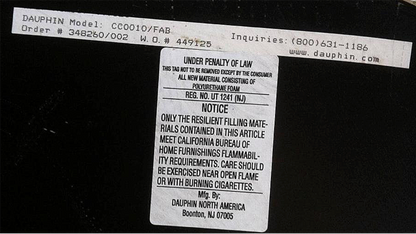 DAUPHIN Model: CC0010/FAB
Order # 348260/002 W.O.# 449125
Inquiries:(800)631-1186
www.dauphin.com
UNDER PENALTY OF LAW
THIS TAG NOT TO BE REMOVED EXCEPT BY THE CONSUMER
ALL NEW MATERIAL CONSISTING OF
POLYURETHANE FOAM
REG. NO. UT 1241 (NJ)
NOTICE
ONLY THE RESILIENT FILLING MATE-
RIALS CONTAINED IN THIS ARTICLE
MEET CALIFORNIA BUREAU OF
HOME FURNISHINGS FLAMMABIL-
ITY REQUIREMENTS. CARE SHOULD
BE EXERCISED NEAR OPEN FLAME
OR WITH BURNING CIGARETTES.
Mfg. By:
DAUPHIN NORTH AMERICA
Boonton, NJ 07005